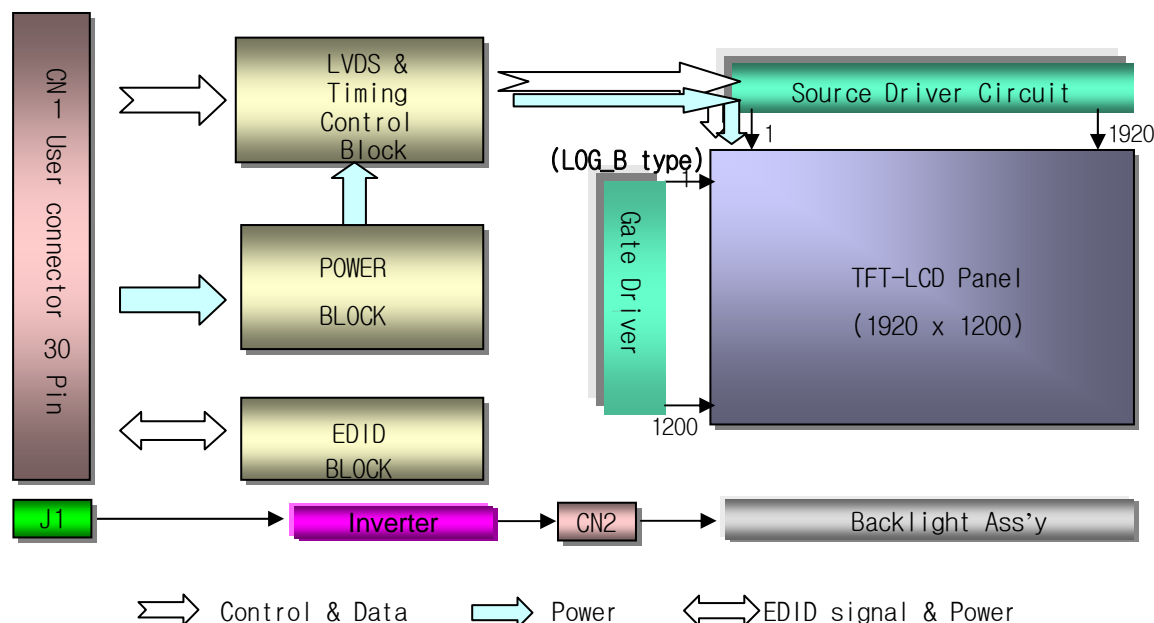 CN-1 User connector 30 Pin
LVDS &
Timing
Control
Block
Source Driver Circuit
1
1920
(LOG_B type)
1
Gate Driver
1200
TFT-LCD Panel
(1920 x 1200)
POWER
BLOCK
EDID
BLOCK
J1
Inverter
CN2
Backlight Ass'y
Control & Data
Power
EDID signal & Power